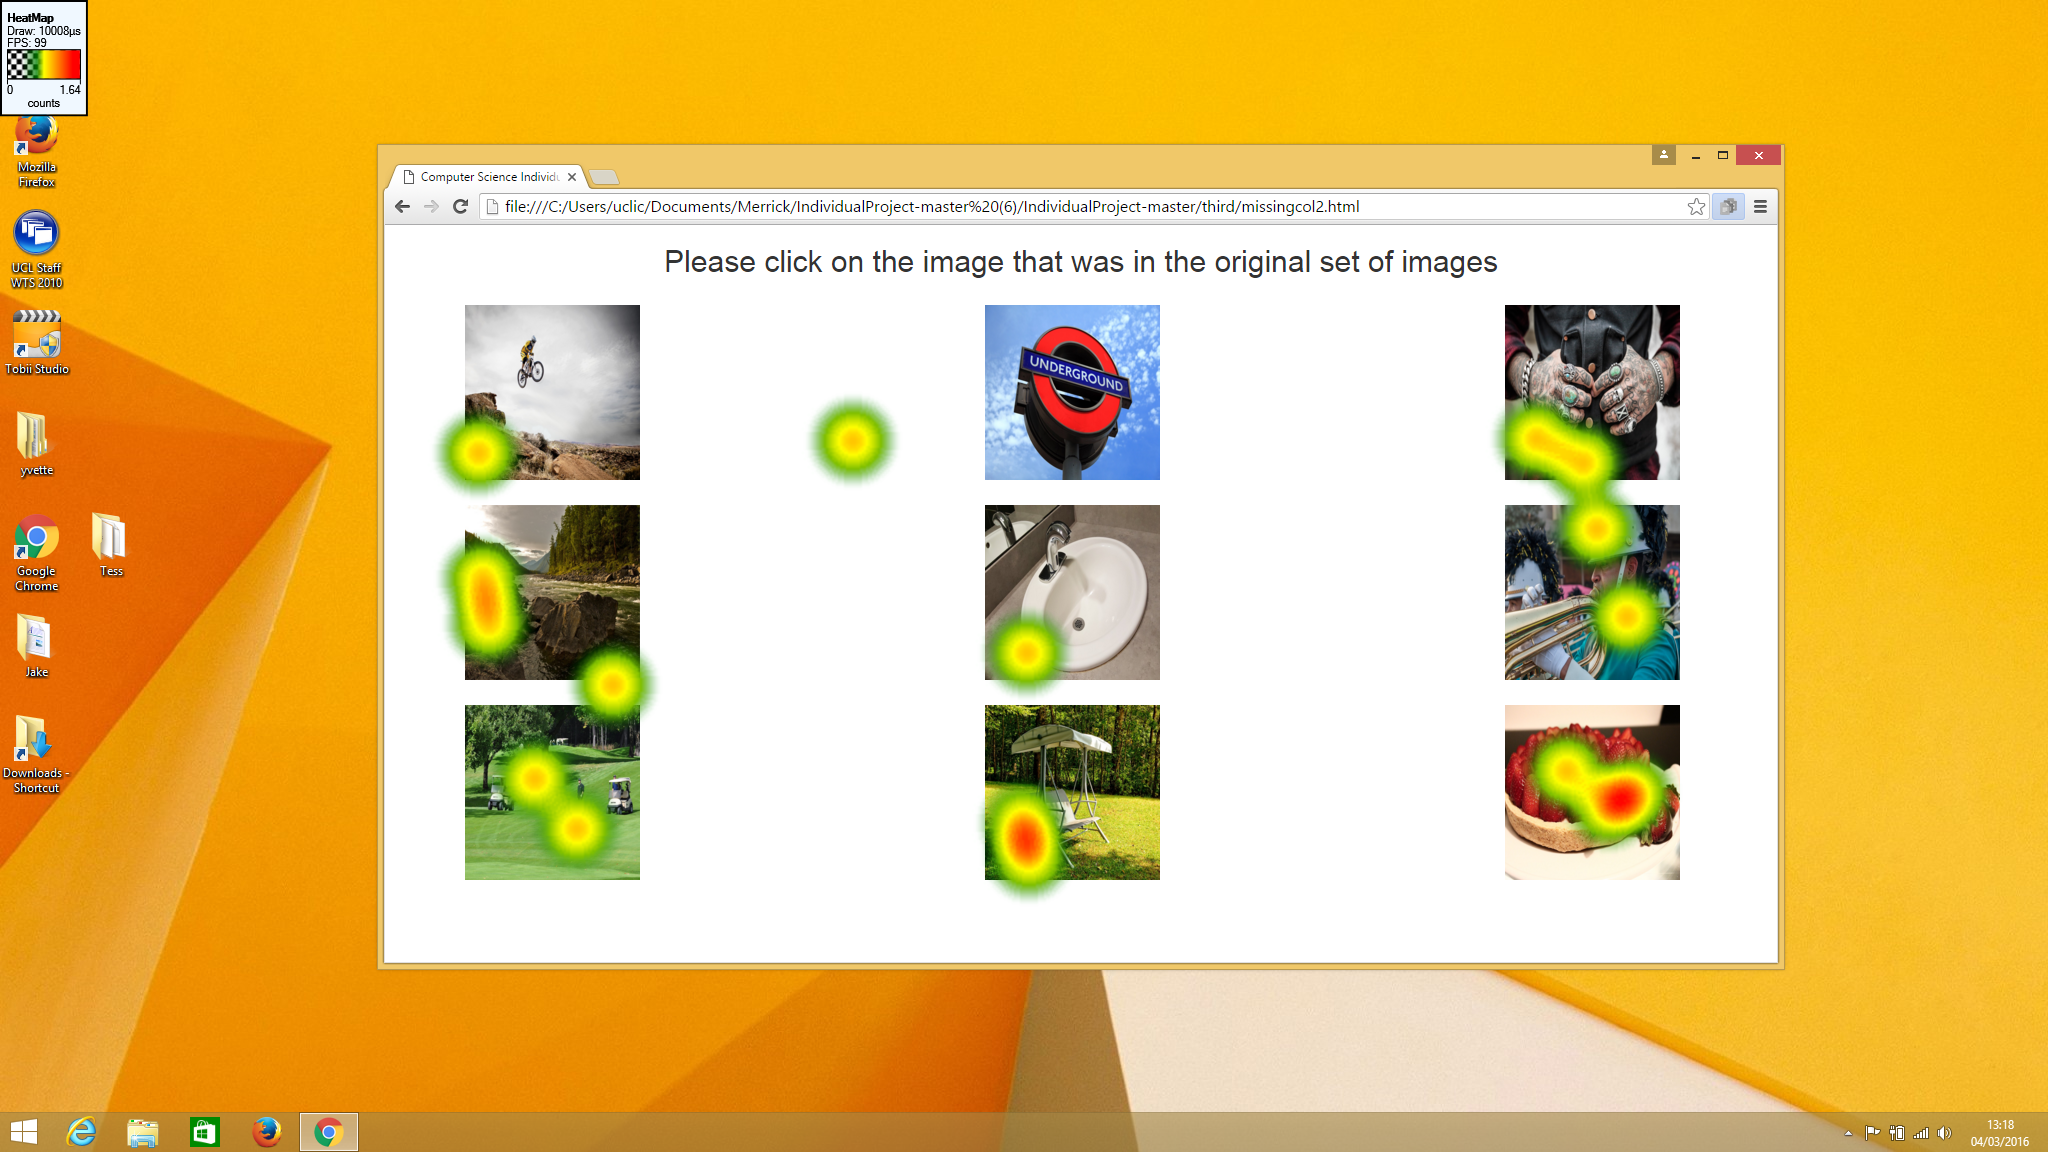 HeatMap
Draw: 10008µs
FPS: 99
0 1.64
counts
Mozilla
Firefox
UCL Staff
WTS 2010
Tobii Studio
yvette
Google
Chrome
Tess
Jake
Downloads -
Shortcut
Computer Science Individu
file:///C:/Users/uclic/Documents/Merrick/IndividualProject-master%20(6)/IndividualProject-master/third/missingcol2.html
Please click on the image that was in the original set of images
UNDERGROUND
13:18
04/03/2016